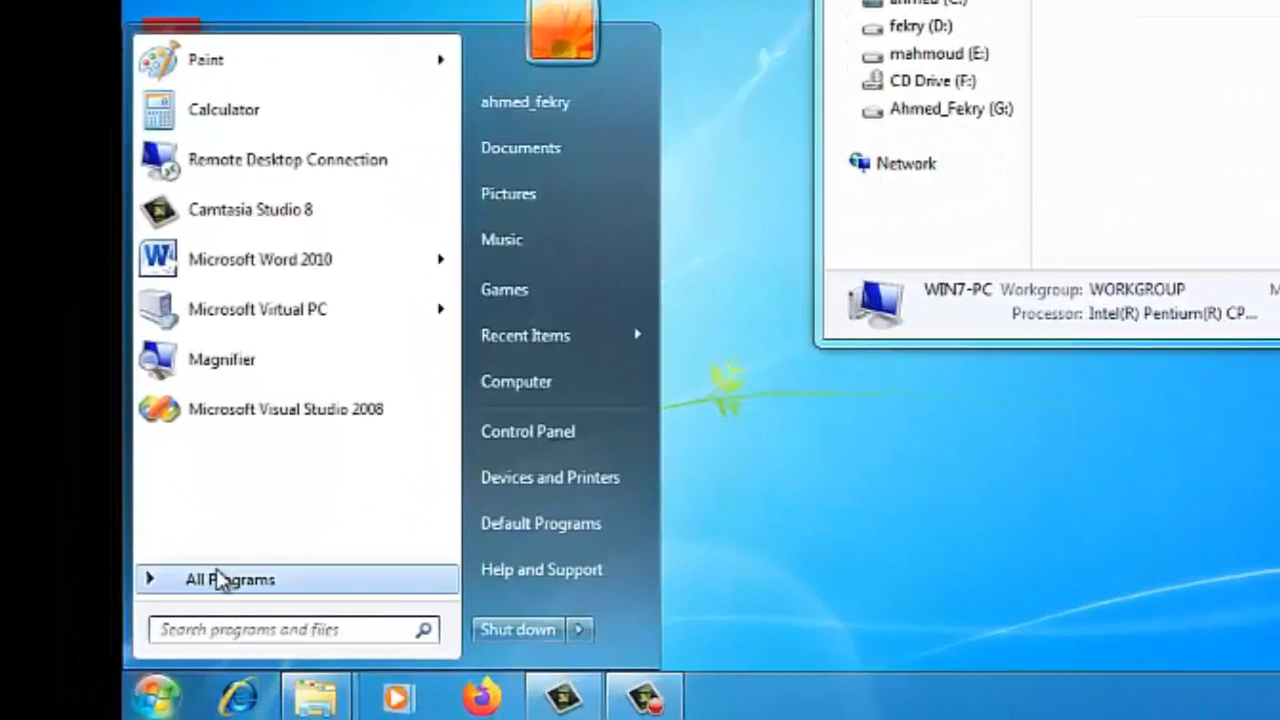 Paint
Calculator
Remote Desktop Connection
Camtasia Studio 8
Microsoft Word 2010
Microsoft Virtual PC
Magnifier
Microsoft Visual Studio 2008
All Programs
Search programs and files
ahmed_fekry
Documents
Pictures
Music
Games
Recent Items
Computer
Control Panel
Devices and Printers
Default Programs
Help and Support
Shut down
ahmed (C:)
fekry (D:)
mahmoud (E:)
CD Drive (F:)
Ahmed_Fekry (G:)
Network
WIN7-PC Workgroup: WORKGROUP M
Processor: Intel(R) Pentium(R) CP...